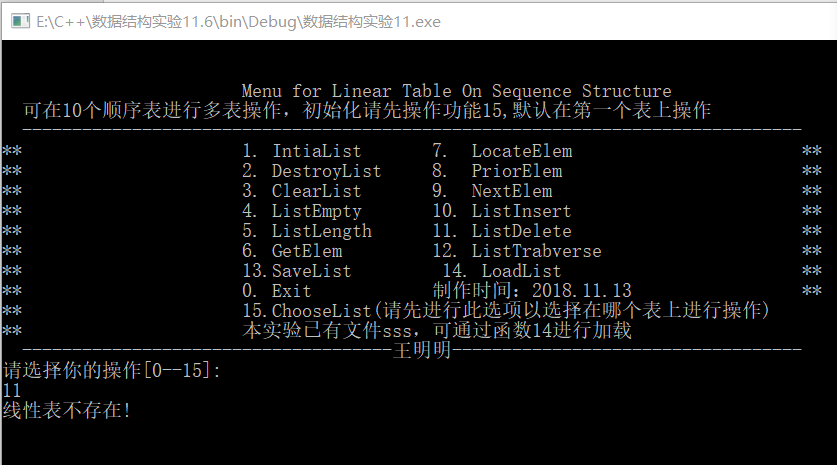 E:\C++\数据结构实验11.6\bin\Debug\数据结构实验11.exe
Menu for Linear Table On Sequence Structure
可在10个顺序表进行多表操作，初始化请先操作功能15,默认在第一个表上操作
------------------------------------------------------------------------------
** 1. IntiaList 7. LocateElem **
** 2. DestroyList 8. PriorElem **
** 3. ClearList 9. NextElem **
** 4. ListEmpty 10. ListInsert **
** 5. ListLength 11. ListDelete **
** 6. GetElem 12. ListTrabverse **
** 13.SaveList 14. LoadList **
** 0. Exit 制作时间：2018.11.13 **
** 15.ChooseList(请先进行此选项以选择在哪个表上进行操作)
** 本实验已有文件sss，可通过函数14进行加载
-------------------------------------王明明-----------------------------------
请选择你的操作[0--15]:
11
线性表不存在!